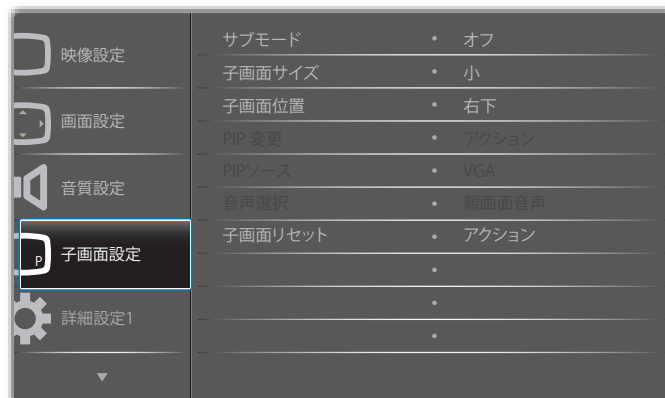 映像設定
画面設定
音質設定
P 子画面設定
詳細設定1
サブモード • オフ
子画面サイズ • 小
子画面位置 • 右下
PIP 変更 • アクション
PIPソース • VGA
音声選択 • 親画面音声
子画面リセット • アクション
•
•
•